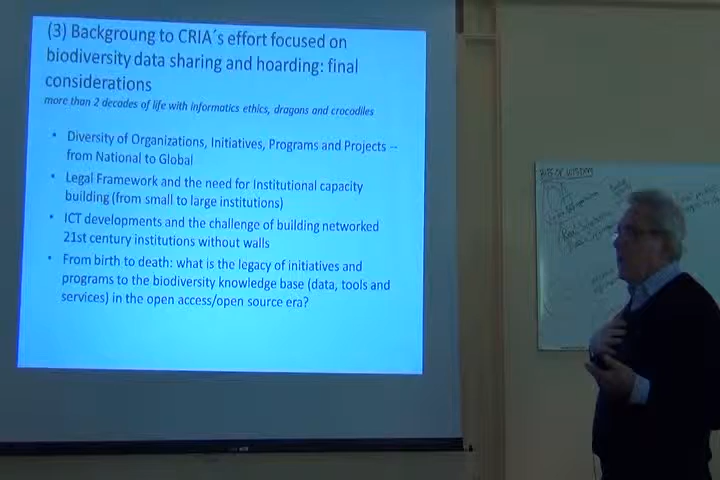 (3) Backgroung to CRIA´s effort focused on
biodiversity data sharing and hoarding: final
considerations
more than 2 decades of life with informatics ethics, dragons and crocodiles
• Diversity of Organizations, Initiatives, Programs and Projects --
from National to Global
• Legal Framework and the need for Institutional capacity
building (from small to large institutions)
• ICT developments and the challenge of building networked
21st century institutions without walls
• From birth to death: what is the legacy of initiatives and
programs to the biodiversity knowledge base (data, tools and
services) in the open access/open source era?
OF WISDOM